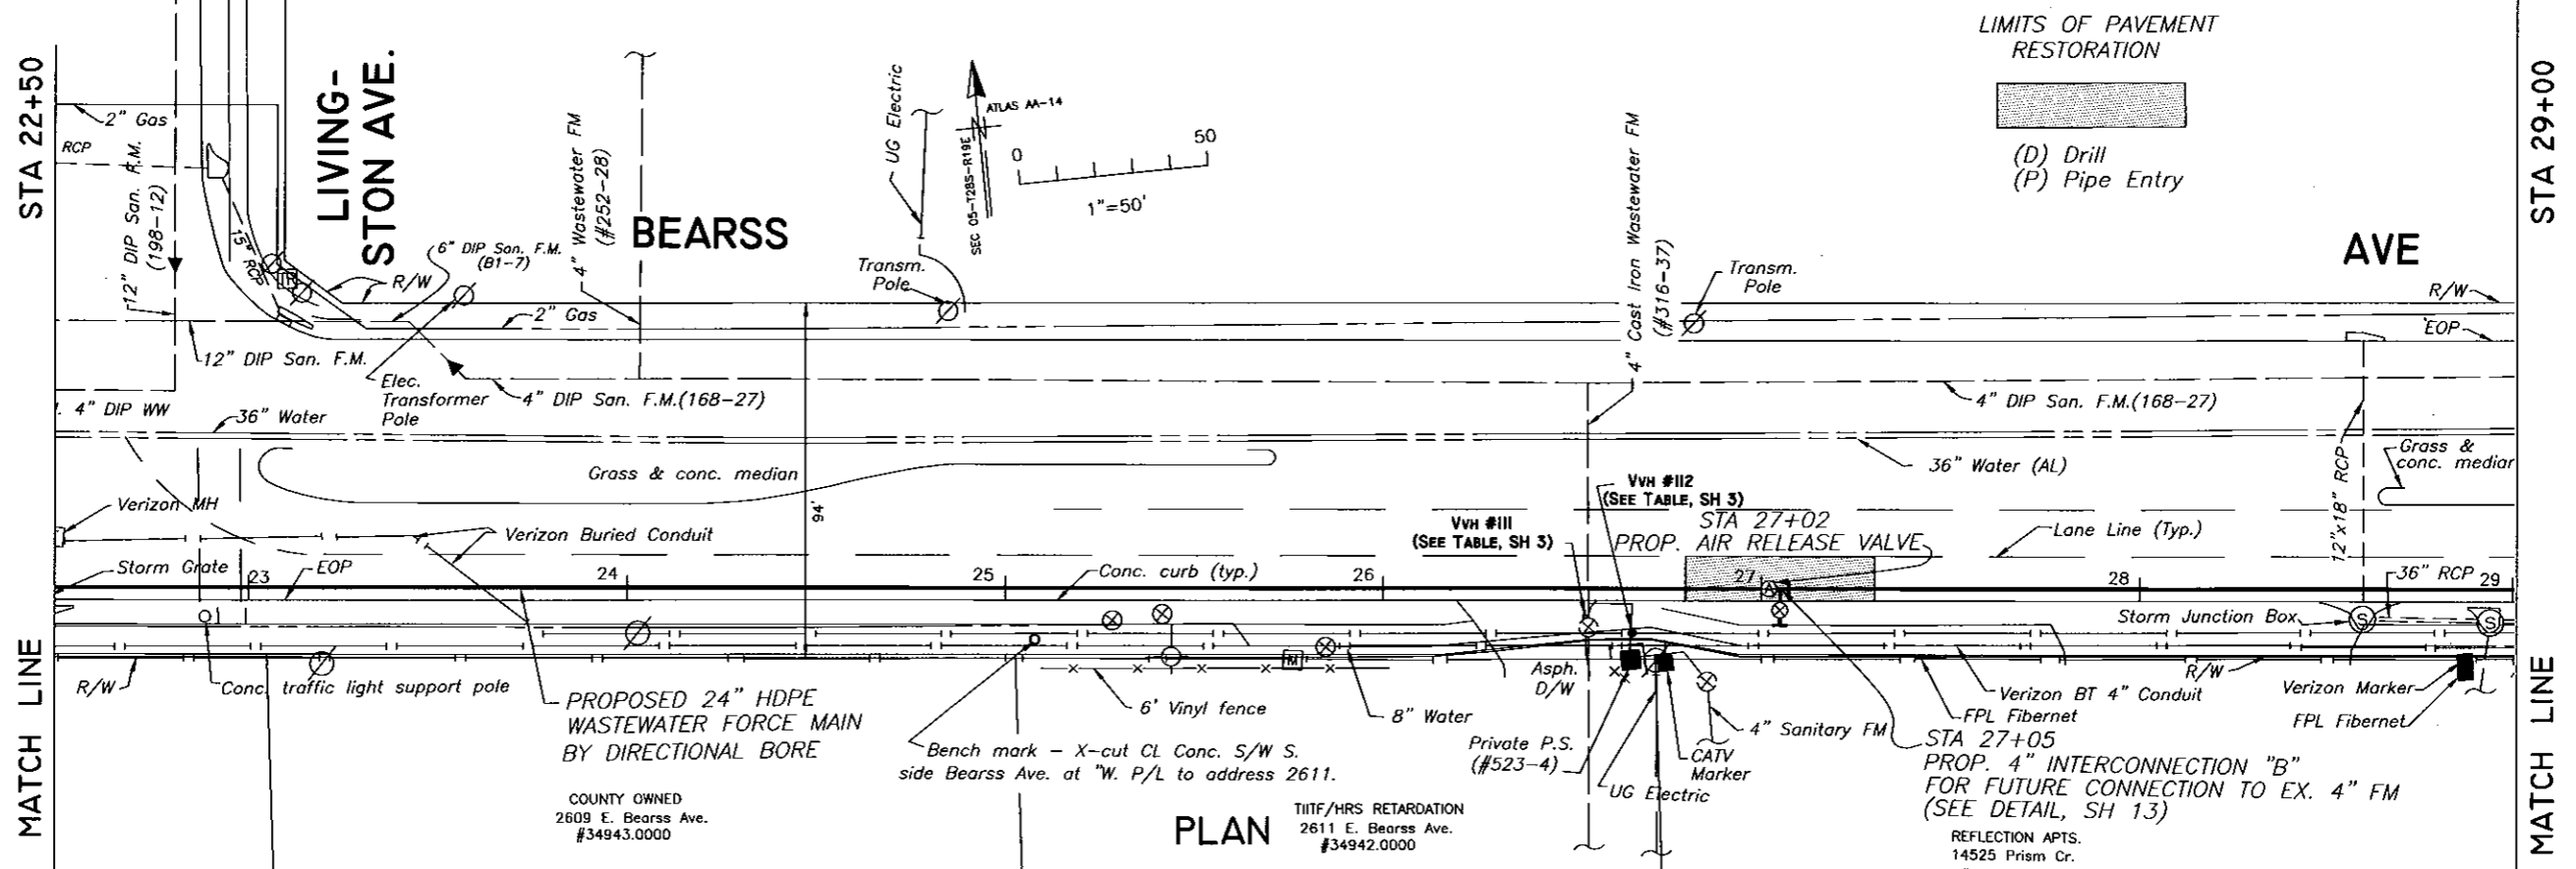 STA 22+50
MATCH LINE
2" Gas
RCP
12" DIP San. F.M.
(198-12)
15" RCP
LIVING-
STON AVE.
6" DIP San. F.M.
(B1-7)
R/W
4" Wastewater FM
(#252-28)
BEARSS
UG Electric
Transm.
Pole
ATLAS AA-14
SEC 05-T28S-R19E
0
50
1"=50'
4" Cast Iron Wastewater FM
(#316-37)
Transm.
Pole
LIMITS OF PAVEMENT
RESTORATION
(D) Drill
(P) Pipe Entry
AVE
STA 29+00
R/W
EOP
2" Gas
12" DIP San. F.M.
Elec.
Transformer
Pole
4" DIP San. F.M.(168-27)
4" DIP San. F.M.(168-27)
4" DIP WW
36" Water
Grass & conc. median
94'
36" Water (AL)
12"x18" RCP
Grass &
conc. median
Verizon MH
Verizon Buried Conduit
VVH #111
(SEE TABLE, SH 3)
VVH #112
(SEE TABLE, SH 3)
STA 27+02
PROP. AIR RELEASE VALVE
Lane Line (Typ.)
Storm Grate
23
EOP
24
25
Conc. curb (typ.)
26
27
A
28
36" RCP
29
1
Storm Junction Box
S
S
M
R/W
Conc. traffic light support pole
PROPOSED 24" HDPE
WASTEWATER FORCE MAIN
BY DIRECTIONAL BORE
6' Vinyl fence
8" Water
Asph.
D/W
Bench mark - X-cut CL Conc. S/W S.
side Bearss Ave. at "W. P/L to address 2611.
Private P.S.
(#523-4)
UG Electric
CATV
Marker
4" Sanitary FM
Verizon BT 4" Conduit
FPL Fibernet
R/W
Verizon Marker
FPL Fibernet
STA 27+05
PROP. 4" INTERCONNECTION "B"
FOR FUTURE CONNECTION TO EX. 4" FM
(SEE DETAIL, SH 13)
COUNTY OWNED
2609 E. Bearss Ave.
#34943.0000
PLAN
TIITF/HRS RETARDATION
2611 E. Bearss Ave.
#34942.0000
REFLECTION APTS.
14525 Prism Cr.
MATCH LINE